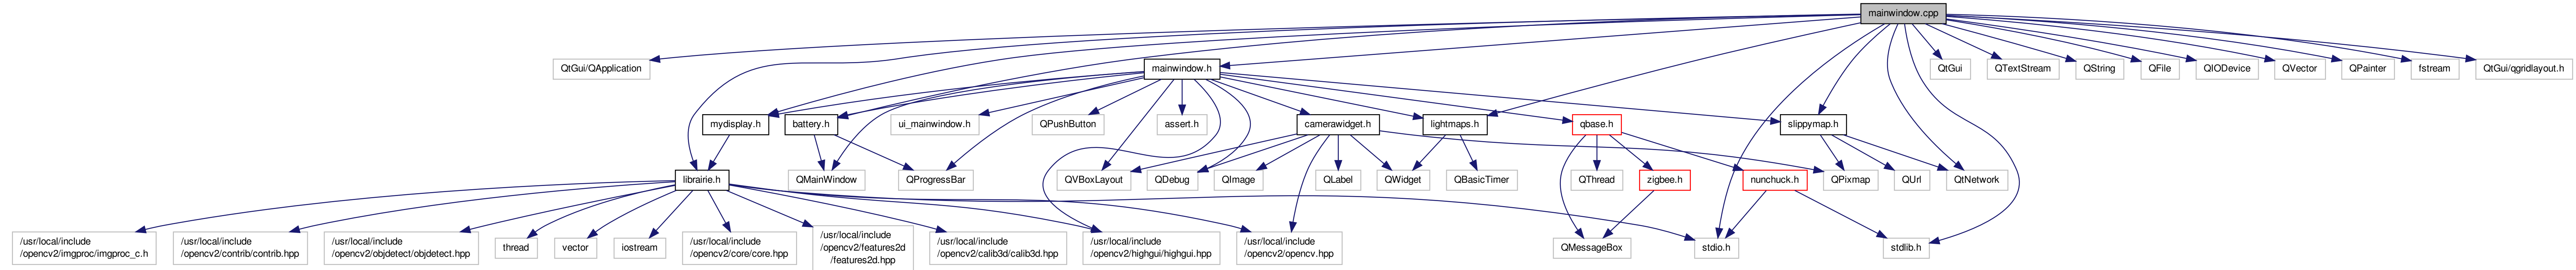 mainwindow.cpp
QtGui/QApplication
mainwindow.h
QtGui
QTextStream
QString
QFile
QIODevice
QVector
QPainter
fstream
QtGui/qgridlayout.h
mydisplay.h
battery.h
ui_mainwindow.h
QPushButton
assert.h
camerawidget.h
lightmaps.h
qbase.h
slippymap.h
librairie.h
QMainWindow
QProgressBar
QVBoxLayout
QDebug
QImage
QLabel
QWidget
QBasicTimer
QThread
zigbee.h
nunchuck.h
QPixmap
QUrl
QtNetwork
/usr/local/include
/opencv2/imgproc/imgproc_c.h
/usr/local/include
/opencv2/contrib/contrib.hpp
/usr/local/include
/opencv2/objdetect/objdetect.hpp
thread
vector
iostream
/usr/local/include
/opencv2/core/core.hpp
/usr/local/include
/opencv2/features2d
/features2d.hpp
/usr/local/include
/opencv2/calib3d/calib3d.hpp
/usr/local/include
/opencv2/highgui/highgui.hpp
/usr/local/include
/opencv2/opencv.hpp
QMessageBox
stdio.h
stdlib.h